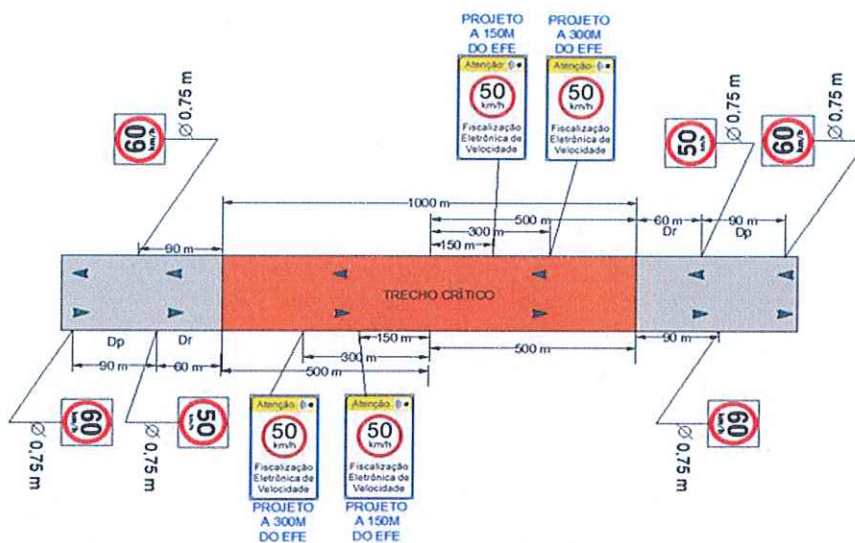 PROJETO
A 150M
DO EFE
PROJETO
A 300M
DO EFE
Atenção
50
km/h
Fiscalização
Eletrônica de
Velocidade
Atenção
50
km/h
Fiscalização
Eletrônica de
Velocidade
60
km/h
Ø 0,75 m
50
km/h
Ø 0,75 m
60
km/h
Ø 0,75 m
1000 m
500 m
300 m
150 m
60 m
Dr
90 m
Dp
90 m
TRECHO CRÍTICO
Dp
90 m
Dr
60 m
150 m
300 m
500 m
500 m
90 m
60
km/h
Ø 0,75 m
50
km/h
Ø 0,75 m
Atenção
50
km/h
Fiscalização
Eletrônica de
Velocidade
PROJETO
A 300M
DO EFE
Atenção
50
km/h
Fiscalização
Eletrônica de
Velocidade
PROJETO
A 150M
DO EFE
60
km/h
Ø 0,75 m